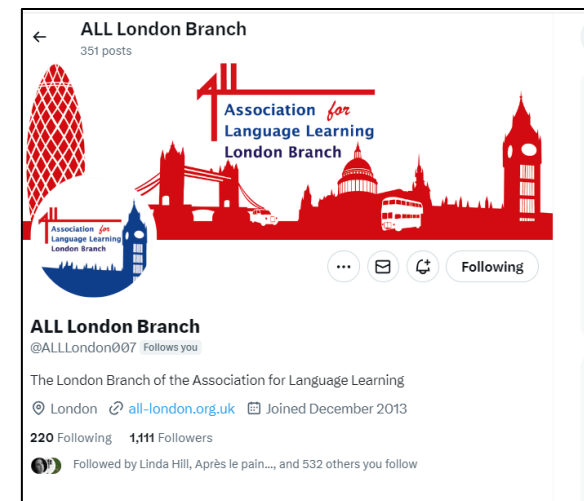 ALL London Branch
351 posts
Association for
Language Learning
London Branch
Association for
Language Learning
London Branch
Following
ALL London Branch
@ALLLondon007 Follows you
The London Branch of the Association for Language Learning
London all-london.org.uk Joined December 2013
220 Following 1,111 Followers
Followed by Linda Hill, Après le pain..., and 532 others you follow